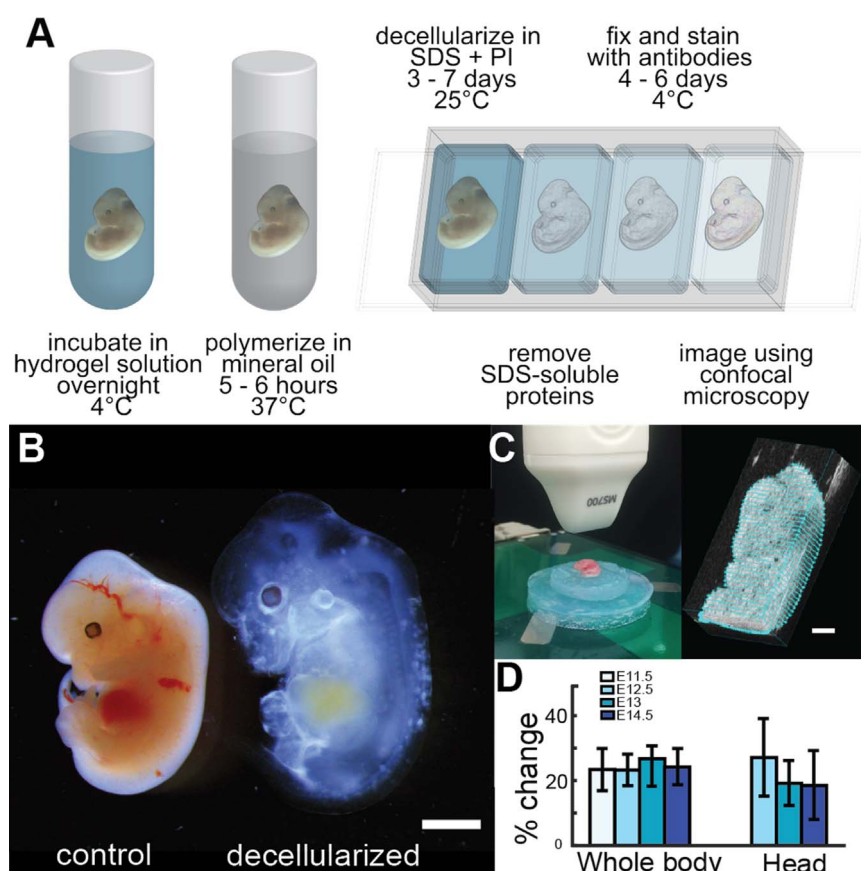 A
incubate in
hydrogel solution
overnight
4°C
polymerize in
mineral oil
5 - 6 hours
37°C
decellularize in
SDS + PI
3 - 7 days
25°C
fix and stain
with antibodies
4 - 6 days
4°C
remove
SDS-soluble
proteins
image using
confocal
microscopy
B
control
decellularized
C
MS700
D
E11.5
E12.5
E13
E14.5
% change
40
20
0
Whole body
Head